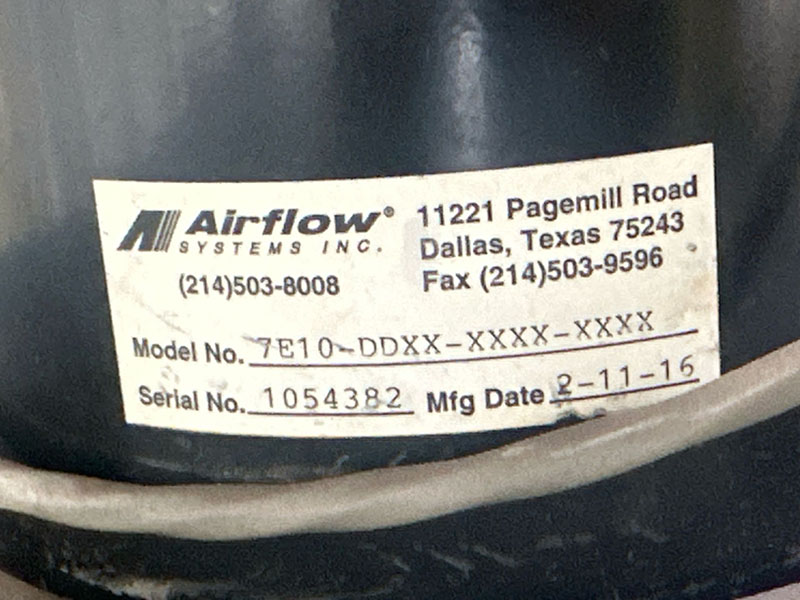 Airflow®
SYSTEMS INC.
(214)503-8008
11221 Pagemill Road
Dallas, Texas 75243
Fax (214)503-9596
Model No. 7E10-DDXX-XXXX-XXXX
Serial No. 1054382 Mfg Date 2-11-16